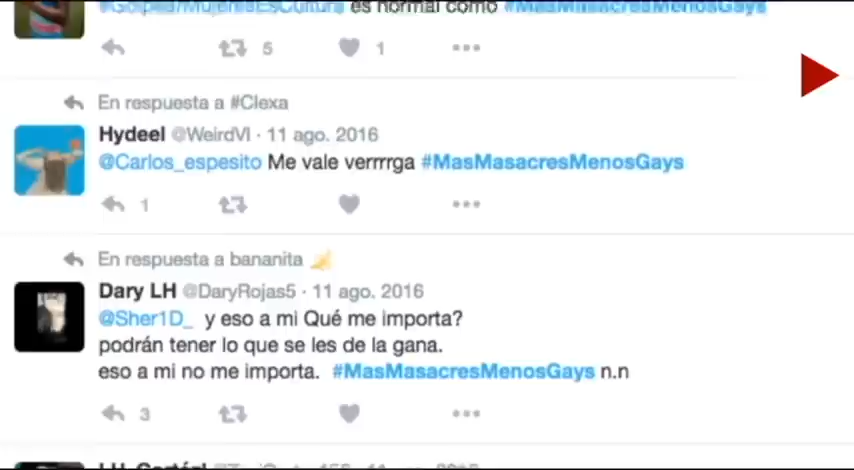 #GolpearMujeresEsCultura es normal como #MasMasacresMenosGays
5
1
En respuesta a #Clexa
Hydeel @WeirdVI · 11 ago. 2016
@Carlos_espesito Me vale verrrrga #MasMasacresMenosGays
1
En respuesta a bananita
Dary LH @DaryRojas5 · 11 ago. 2016
@Sher1D_ y eso a mi Qué me importa?
podrán tener lo que se les de la gana.
eso a mi no me importa. #MasMasacresMenosGays n.n
3